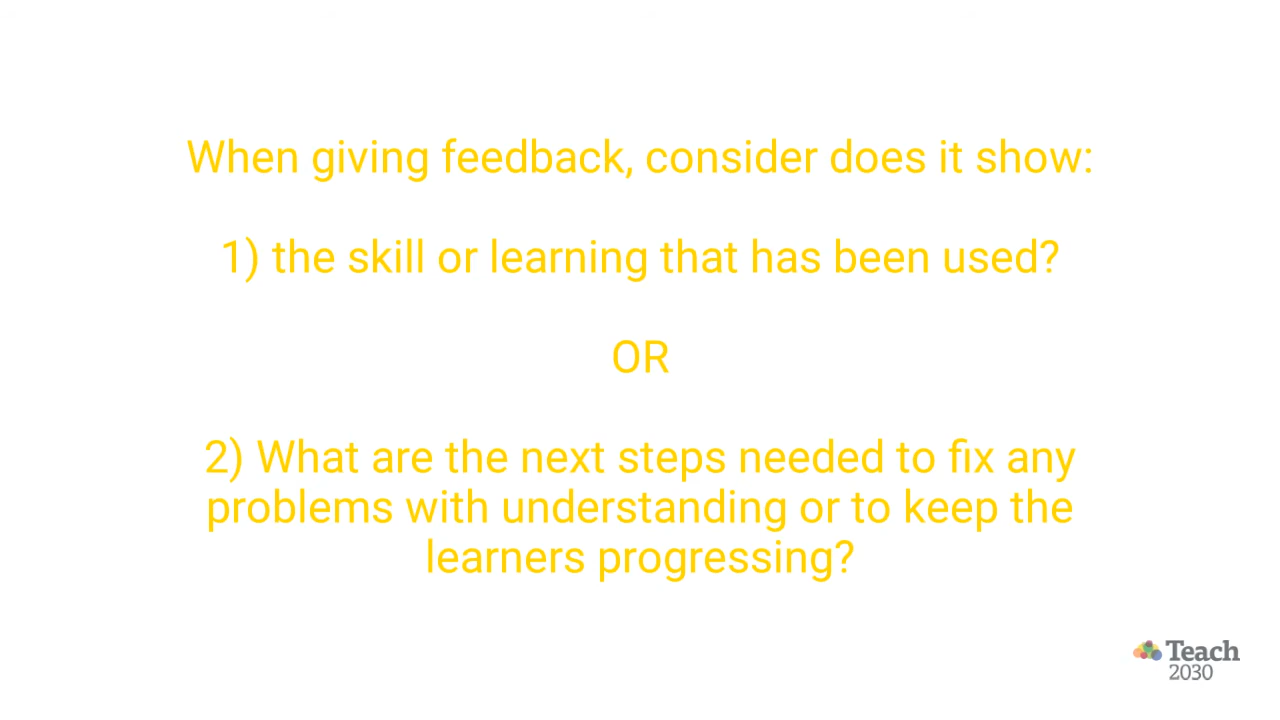 When giving feedback, consider does it show:
1) the skill or learning that has been used?
OR
2) What are the next steps needed to fix any
problems with understanding or to keep the
learners progressing?
Teach
2030